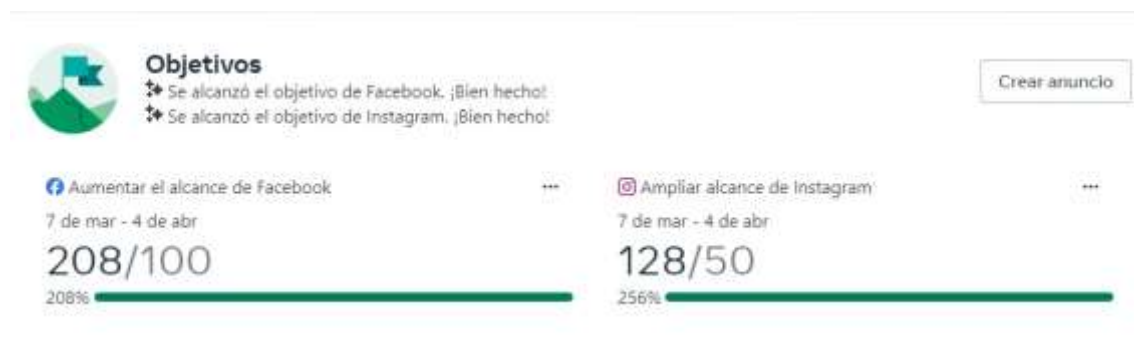 Objetivos
Se alcanzó el objetivo de Facebook. ¡Bien hecho!
Se alcanzó el objetivo de Instagram. ¡Bien hecho!
Crear anuncio
Aumentar el alcance de Facebook
7 de mar - 4 de abr
208/100
208%
Ampliar alcance de Instagram
7 de mar - 4 de abr
128/50
256%